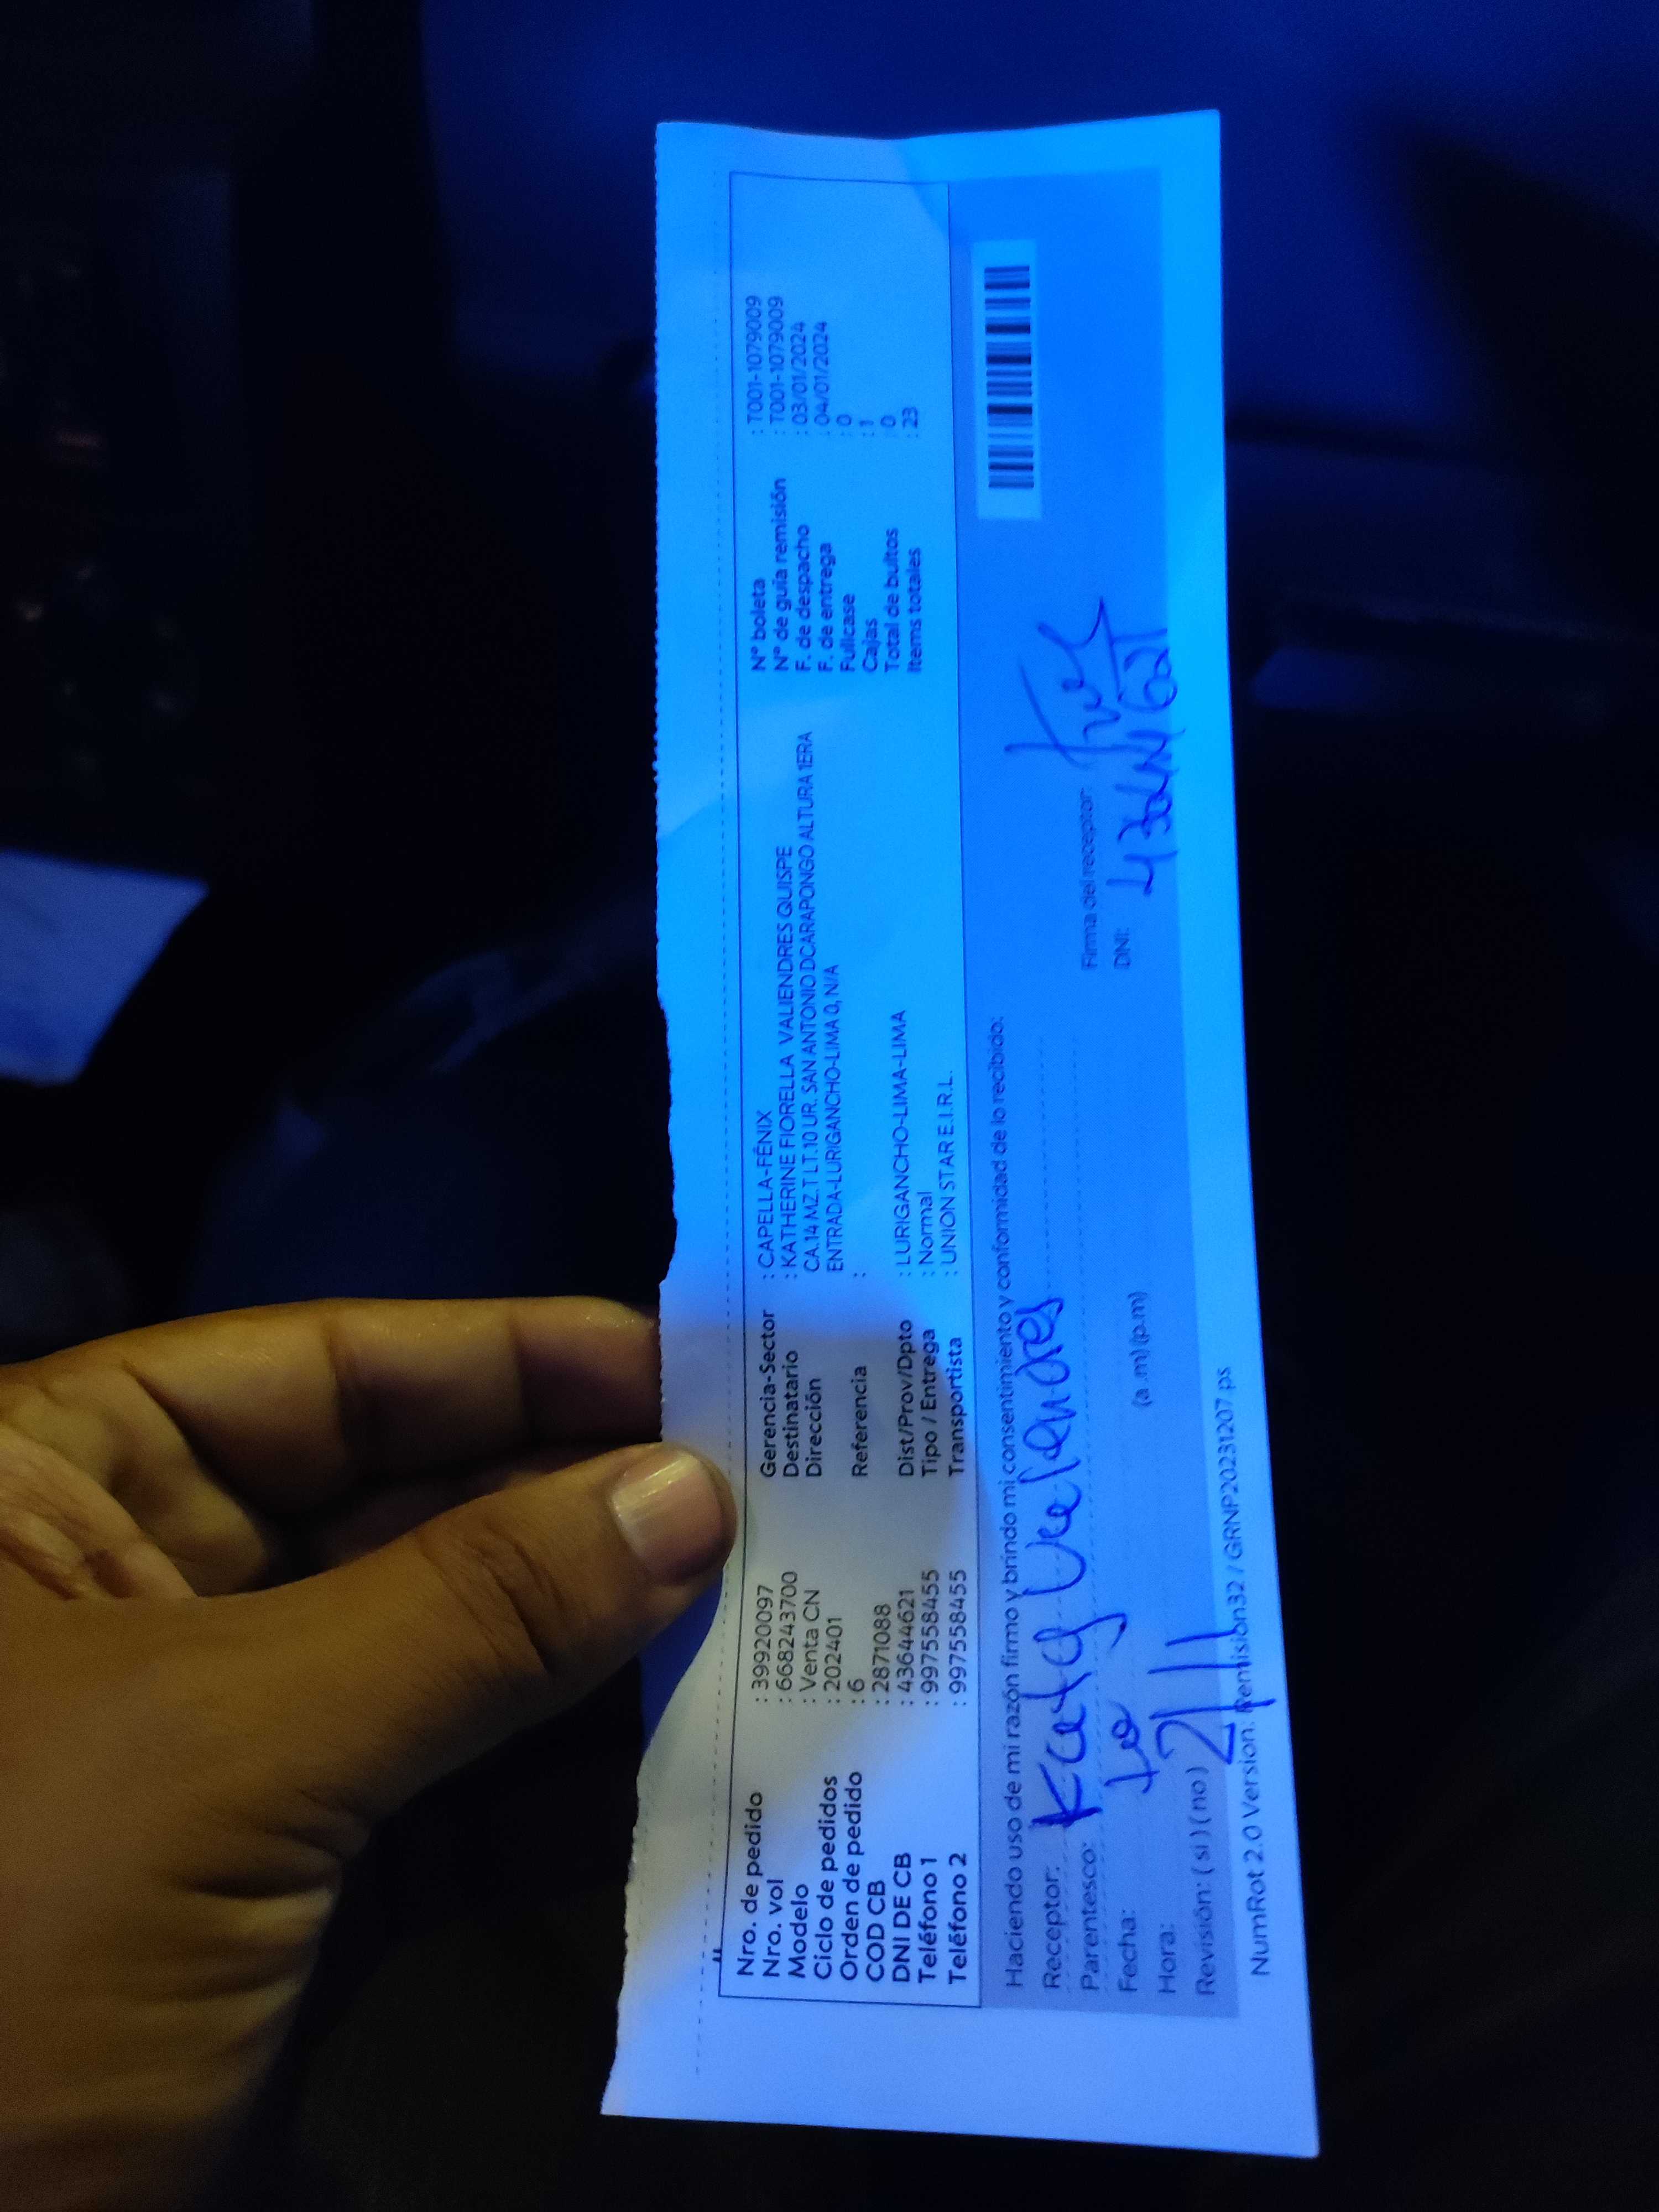 Nro. de pedido : 39920097
Nro. vol : 668243700
Modelo : Venta CN
Ciclo de pedidos : 202401
Orden de pedido : 6
COD CB : 2871088
DNI DE CB : 43644621
Teléfono 1 : 997558455
Teléfono 2 : 997558455
Gerencia-Sector : CAPELLA-FÉNIX
Destinatario : KATHERINE FIORELLA VALIENDRES QUISPE
Dirección CA.14 MZ.T LT.10 UR. SAN ANTONIO DCARAPONGO ALTURA 1ERA
ENTRADA-LURIGANCHO-LIMA 0, N/A
Referencia :
Dist/Prov/Dpto : LURIGANCHO-LIMA-LIMA
Tipo / Entrega : Normal
Transportista : UNION STAR E.I.R.L.
N° boleta : T001-1079009
N° de guía remisión : T001-1079009
F. de despacho : 03/01/2024
F. de entrega : 04/01/2024
Fullcase : 0
Cajas : 1
Total de bultos : 0
Items totales : 23
Haciendo uso de mi razón firmo y brindo mi consentimiento y conformidad de lo recibido:
Receptor: Katy
Parentesco:
Fecha:
Hora: (a .m) (p.m)
Revisión: ( si ) ( no )
Firma del receptor:
DNI:
NumRot 2.0 Version. Remision32 / GRNP20231207 ps